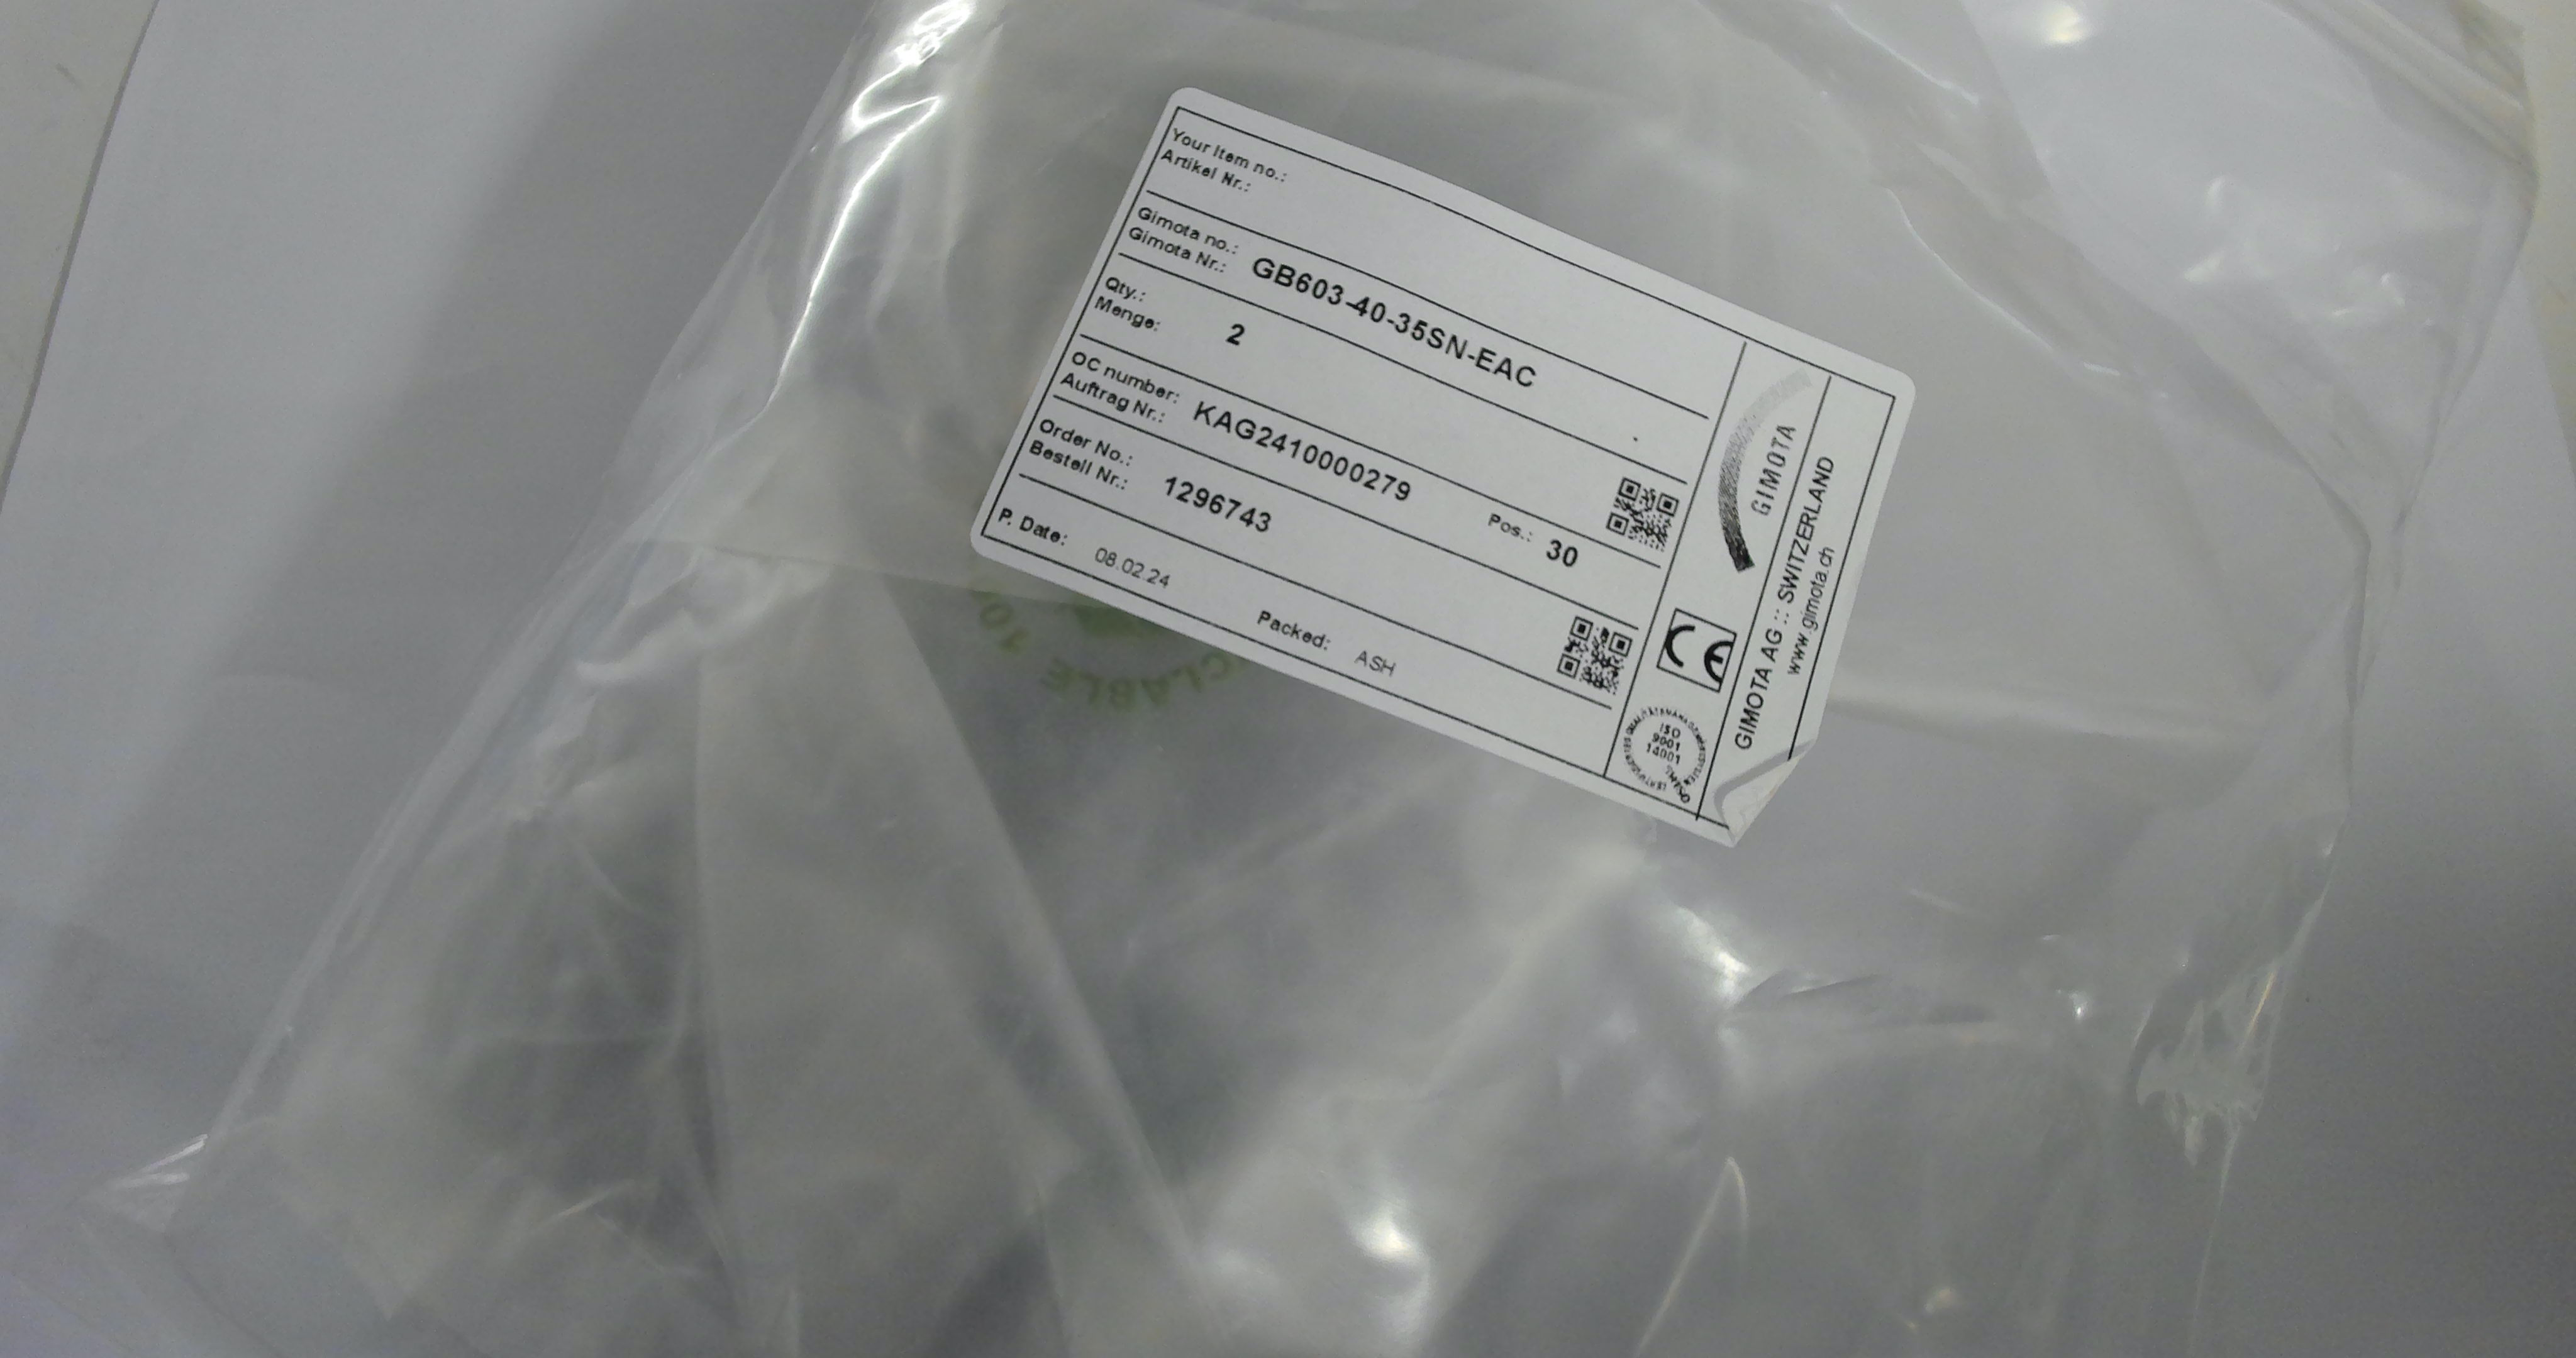 Your Item no.:
Artikel Nr.:
Gimota no.:
Gimota Nr.: GB603-40-35SN-EAC
Qty.:
Menge: 2
OC number:
Auftrag Nr.: KAG2410000279 Pos.: 30
Order No.:
Bestell Nr.: 1296743
P. Date: 08.02.24 Packed: ASH
GIMOTA
GIMOTA AG :: SWITZERLAND
www.gimota.ch
CE
ISO
9001
14001